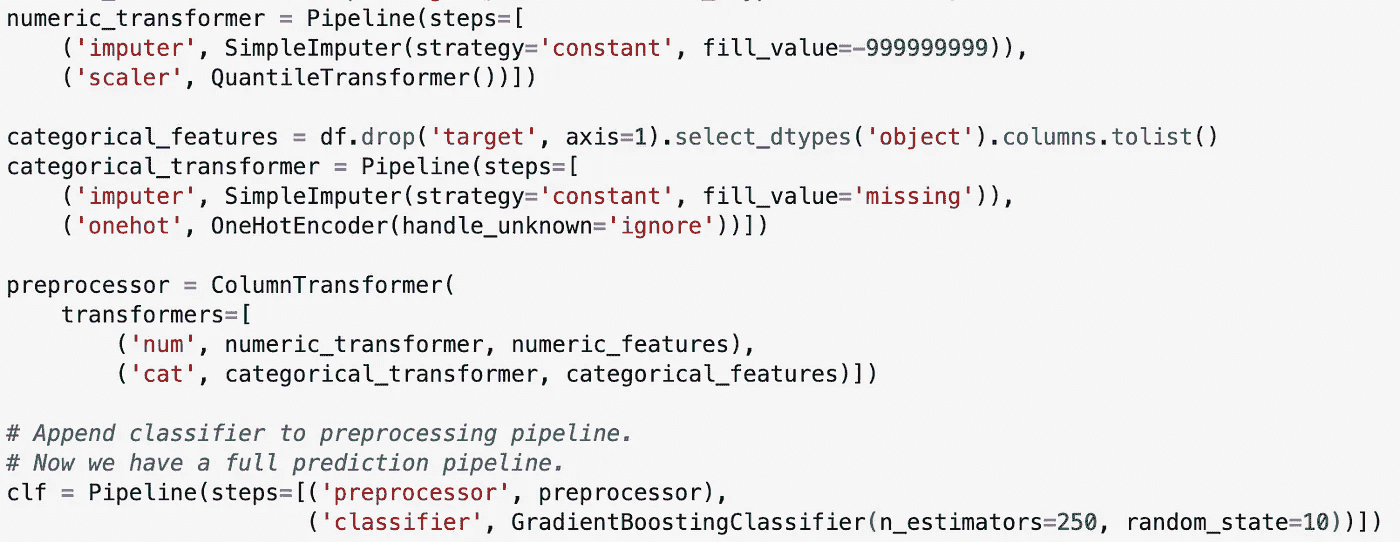 numeric_transformer = Pipeline(steps=[
    ('imputer', SimpleImputer(strategy='constant', fill_value=-999999999)),
    ('scaler', QuantileTransformer())])
categorical_features = df.drop('target', axis=1).select_dtypes('object').columns.tolist()
categorical_transformer = Pipeline(steps=[
    ('imputer', SimpleImputer(strategy='constant', fill_value='missing')),
    ('onehot', OneHotEncoder(handle_unknown='ignore'))])
preprocessor = ColumnTransformer(
    transformers=[
        ('num', numeric_transformer, numeric_features),
        ('cat', categorical_transformer, categorical_features)])
# Append classifier to preprocessing pipeline.
# Now we have a full prediction pipeline.
clf = Pipeline(steps=[('preprocessor', preprocessor),
                      ('classifier', GradientBoostingClassifier(n_estimators=250, random_state=10))])